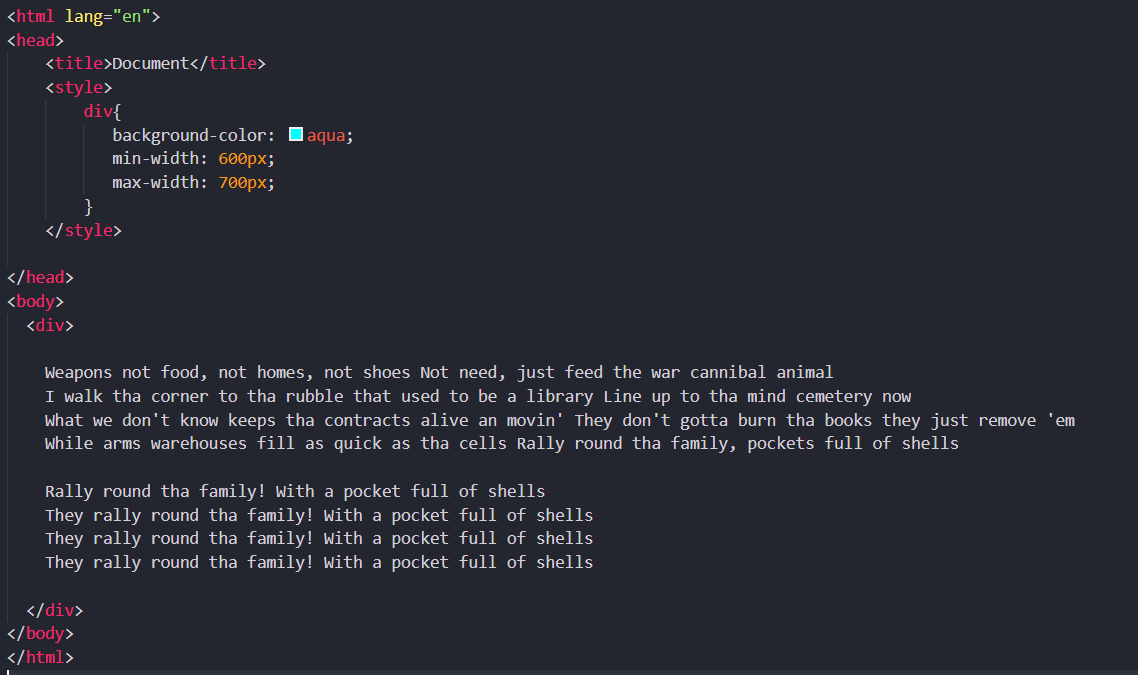 <html lang="en">
<head>
<title>Document</title>
<style>
div{
background-color: aqua;
min-width: 600px;
max-width: 700px;
}
</style>
</head>
<body>
<div>
Weapons not food, not homes, not shoes Not need, just feed the war cannibal animal
I walk tha corner to tha rubble that used to be a library Line up to tha mind cemetery now
What we don't know keeps tha contracts alive an movin' They don't gotta burn tha books they just remove 'em
While arms warehouses fill as quick as tha cells Rally round tha family, pockets full of shells
Rally round tha family! With a pocket full of shells
They rally round tha family! With a pocket full of shells
They rally round tha family! With a pocket full of shells
They rally round tha family! With a pocket full of shells
</div>
</body>
</html>